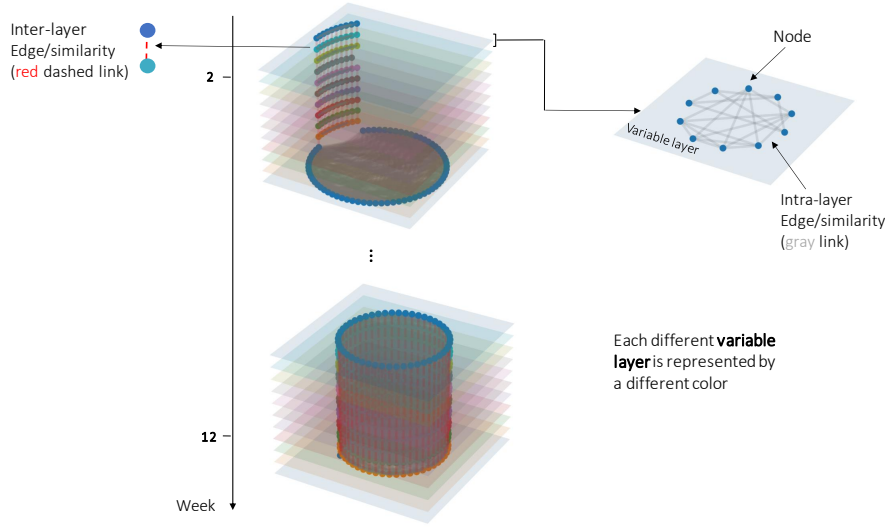 Inter-layer
Edge/similarity
(red dashed link)
2
Node
Variable layer
Intra-layer
Edge/similarity
(gray link)
⋮
Each different variable
layer is represented by
a different color
12
Week